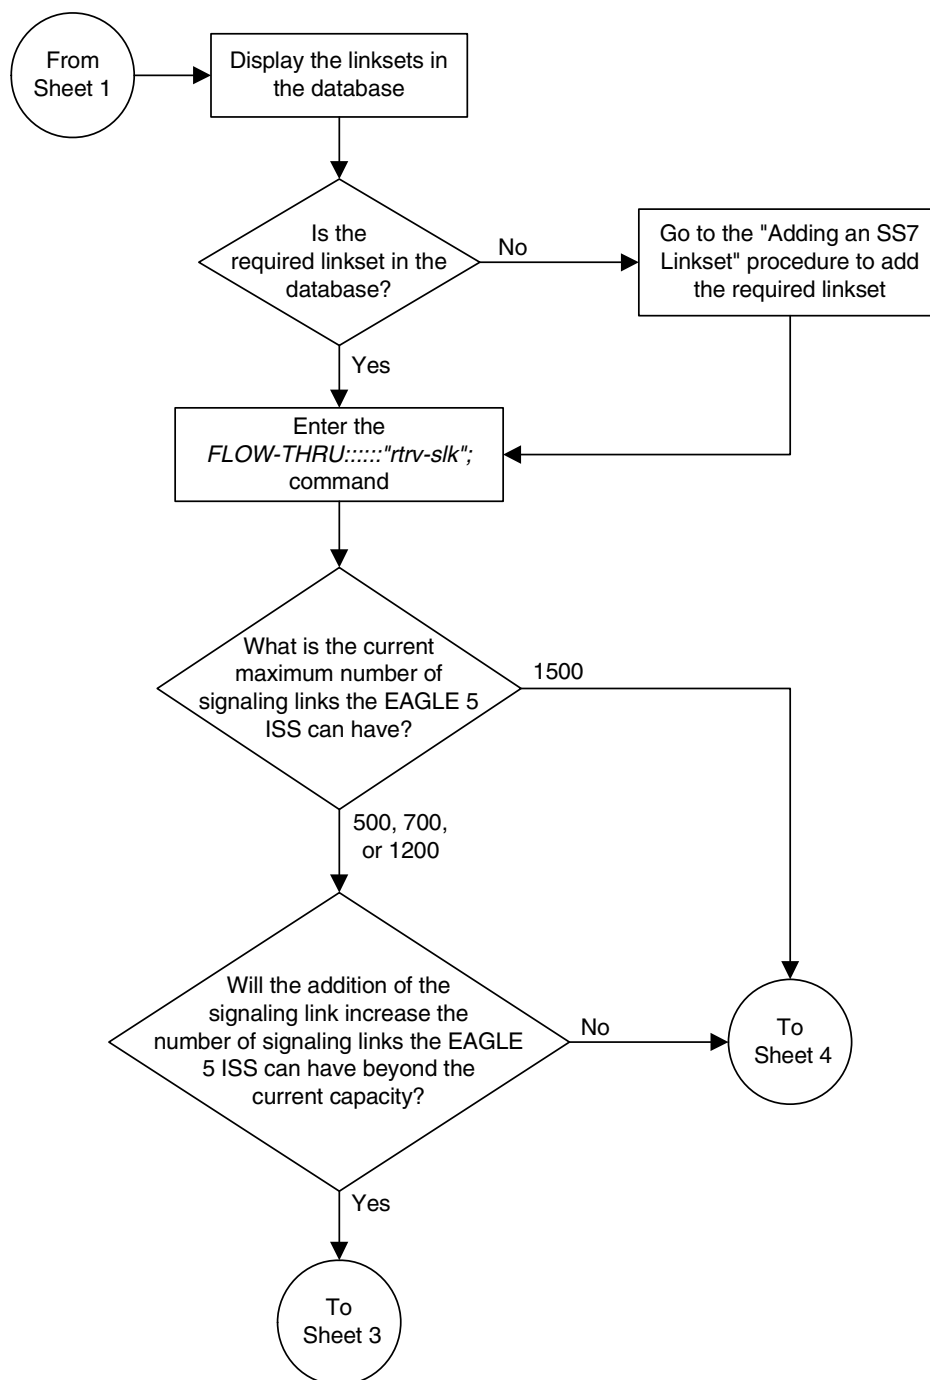 From
Sheet 1
Display the linksets in
the database
Is the
required linkset in the
database?
No
Go to the "Adding an SS7
Linkset" procedure to add
the required linkset
Yes
Enter the
FLOW-THRU::::::"rtrv-slk";
command
What is the current
maximum number of
signaling links the EAGLE 5
ISS can have?
1500
500, 700,
or 1200
Will the addition of the
signaling link increase the
number of signaling links the EAGLE
5 ISS can have beyond the
current capacity?
No
To
Sheet 4
Yes
To
Sheet 3